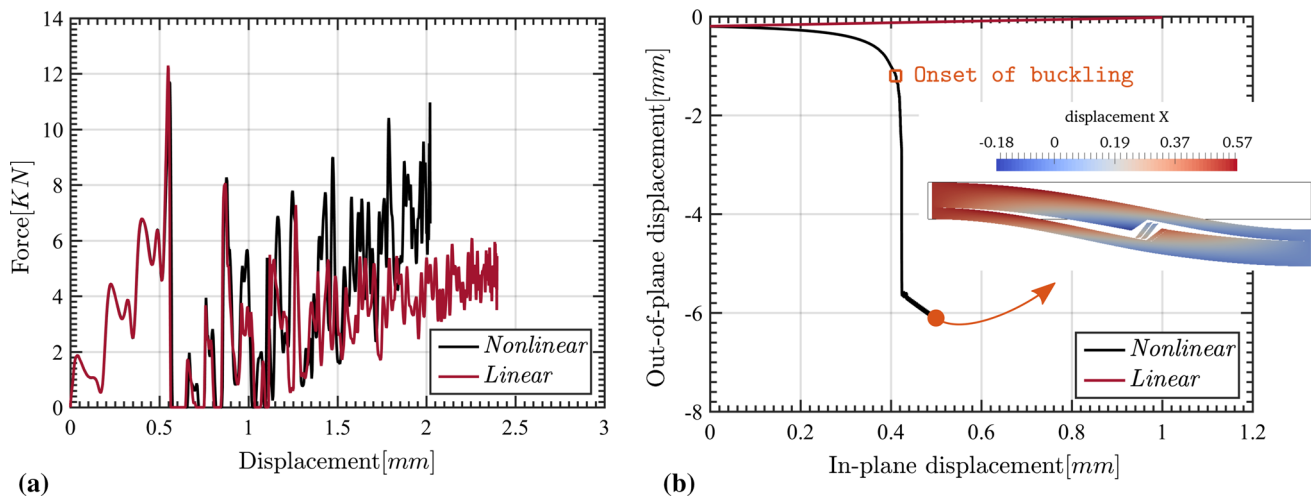 14
12
10
8
6
4
2
0
0
0.5
1
1.5
2
2.5
3
Force[KN]
Displacement[mm]
Nonlinear
Linear
(a)
0
-2
-4
-6
-8
0
0.2
0.4
0.6
0.8
1
1.2
Out-of-plane displacement[mm]
In-plane displacement[mm]
Onset of buckling
displacement X
-0.18 0 0.19 0.37 0.57
Nonlinear
Linear
(b)